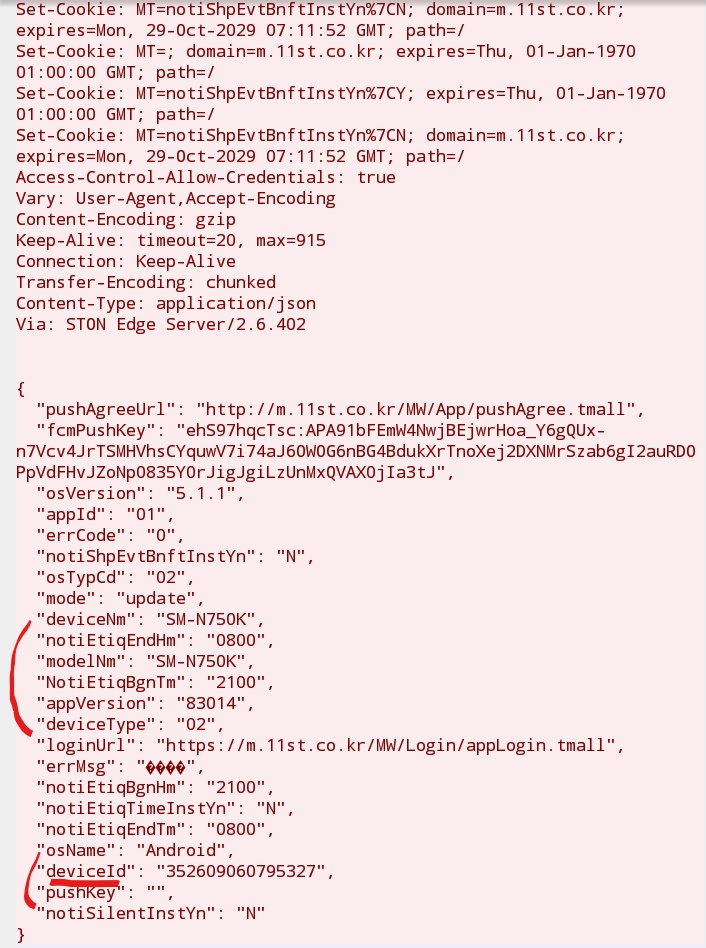 Set-Cookie: MT=notiShpEvtBnftInstYn%7CN; domain=m.11st.co.kr;
expires=Mon, 29-Oct-2029 07:11:52 GMT; path=/
Set-Cookie: MT=; domain=m.11st.co.kr; expires=Thu, 01-Jan-1970
01:00:00 GMT; path=/
Set-Cookie: MT=notiShpEvtBnftInstYn%7CY; expires=Thu, 01-Jan-1970
01:00:00 GMT; path=/
Set-Cookie: MT=notiShpEvtBnftInstYn%7CN; domain=m.11st.co.kr;
expires=Mon, 29-Oct-2029 07:11:52 GMT; path=/
Access-Control-Allow-Credentials: true
Vary: User-Agent,Accept-Encoding
Content-Encoding: gzip
Keep-Alive: timeout=20, max=915
Connection: Keep-Alive
Transfer-Encoding: chunked
Content-Type: application/json
Via: STON Edge Server/2.6.402
{
"pushAgreeUrl": "http://m.11st.co.kr/MW/App/pushAgree.tmall",
"fcmPushKey": "ehS97hqcTsc:APA91bFEmW4NwjBEjwrHoa_Y6gQUx-
n7Vcv4JrTSMHVhsCYquwV7i74aJ60W0G6nBG4BdukXrTnoXej2DXNMrSzab6gI2auRD0
PpVdFHvJZoNp0835Y0rJigJgiLzUnMxQVAX0jIa3tJ",
"osVersion": "5.1.1",
"appId": "01",
"errCode": "0",
"notiShpEvtBnftInstYn": "N",
"osTypCd": "02",
"mode": "update",
"deviceNm": "SM-N750K",
"notiEtiqEndHm": "0800",
"modelNm": "SM-N750K",
"NotiEtiqBgnTm": "2100",
"appVersion": "83014",
"deviceType": "02",
"loginUrl": "https://m.11st.co.kr/MW/Login/appLogin.tmall",
"errMsg": "����",
"notiEtiqBgnHm": "2100",
"notiEtiqTimeInstYn": "N",
"notiEtiqEndTm": "0800",
"osName": "Android",
"deviceId": "352609060795327",
"pushKey": "",
"notiSilentInstYn": "N"
}